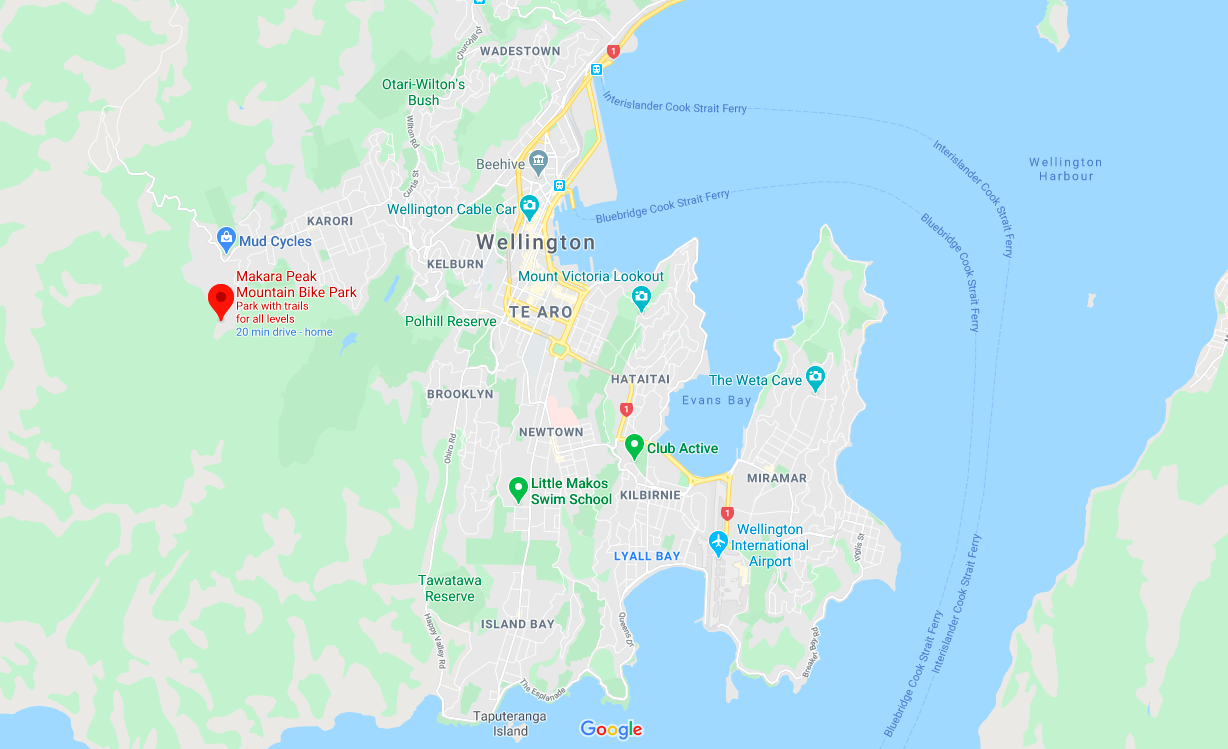 WADESTOWN
Churchill Dr
1
Otari-Wilton's
Bush
Wilton Rd
Interislander Cook Strait Ferry
Interislander Cook Strait Ferry
Wellington
Harbour
Beehive
Curtis St
Bluebridge Cook Strait Ferry
Bluebridge Cook Strait Ferry
Wellington Cable Car
KARORI
Mud Cycles
Wellington
KELBURN
Mount Victoria Lookout
Makara Peak
Mountain Bike Park
Park with trails
for all levels
20 min drive - home
Polhill Reserve
TE ARO
HATAITAI
The Weta Cave
BROOKLYN
Evans Bay
1
NEWTOWN
Ohiro Rd
Club Active
Little Makos
Swim School
KILBIRNIE
MIRAMAR
1
Wellington
International
Airport
LYALL BAY
Inglis St
Tawatawa
Reserve
Happy Valley Rd
ISLAND BAY
Queens Dr
Breaker Bay Rd
Bluebridge Cook Strait Ferry
Interislander Cook Strait Ferry
The Esplanade
Taputeranga
Island
Google